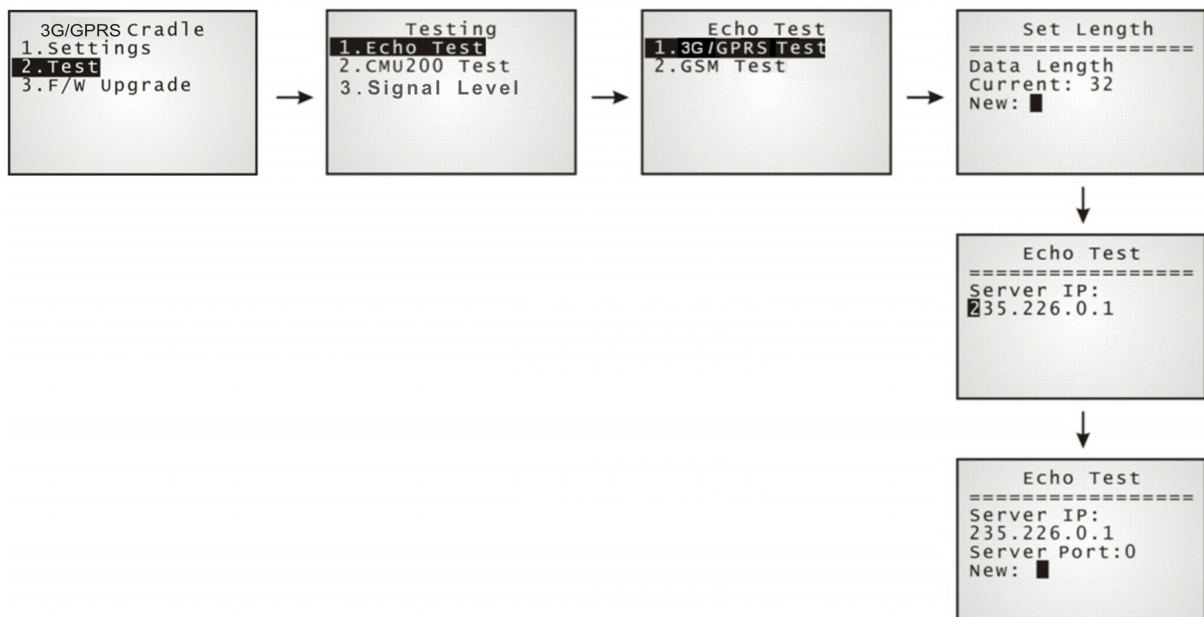 3G/GPRS Cradle
1.Settings
2.Test
3.F/W Upgrade
Testing
1.Echo Test
2.CMU200 Test
3.Signal Level
Echo Test
1.3G/GPRS Test
2.GSM Test
Set Length
=================
Data Length
Current: 32
New:
Echo Test
=================
Server IP:
235.226.0.1
Echo Test
=================
Server IP:
235.226.0.1
Server Port:0
New: